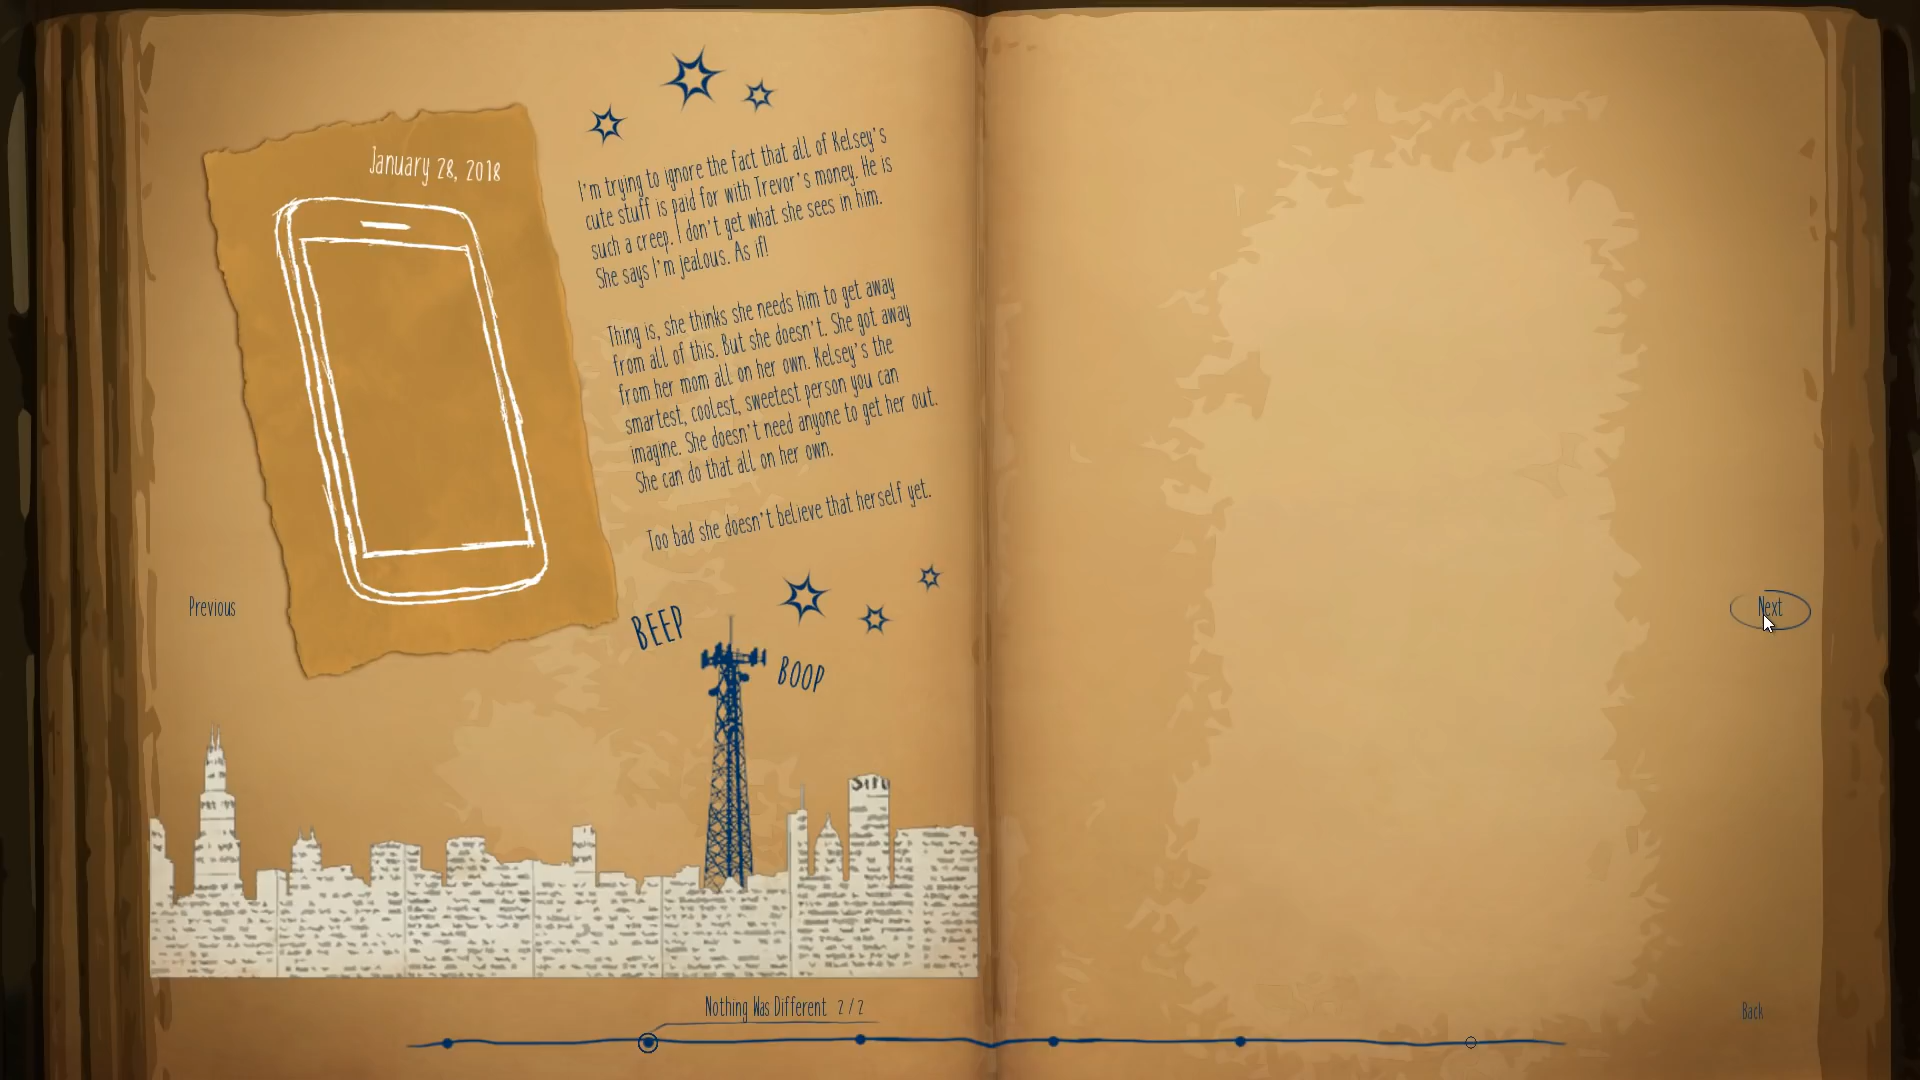 January 28, 2018
I'm trying to ignore the fact that all of Kelsey's
cute stuff is paid for with Trevor's money. He is
such a creep. I don't get what she sees in him.
She says I'm jealous. As if!
Thing is, she thinks she needs him to get away
from all of this. But she doesn't. She got away
from her mom all on her own. Kelsey's the
smartest, coolest, sweetest person you can
imagine. She doesn't need anyone to get her out.
She can do that all on her own.
Too bad she doesn't believe that herself yet.
Previous
Next
BEEP
BOOP
Nothing Was Different 2 / 2
Back